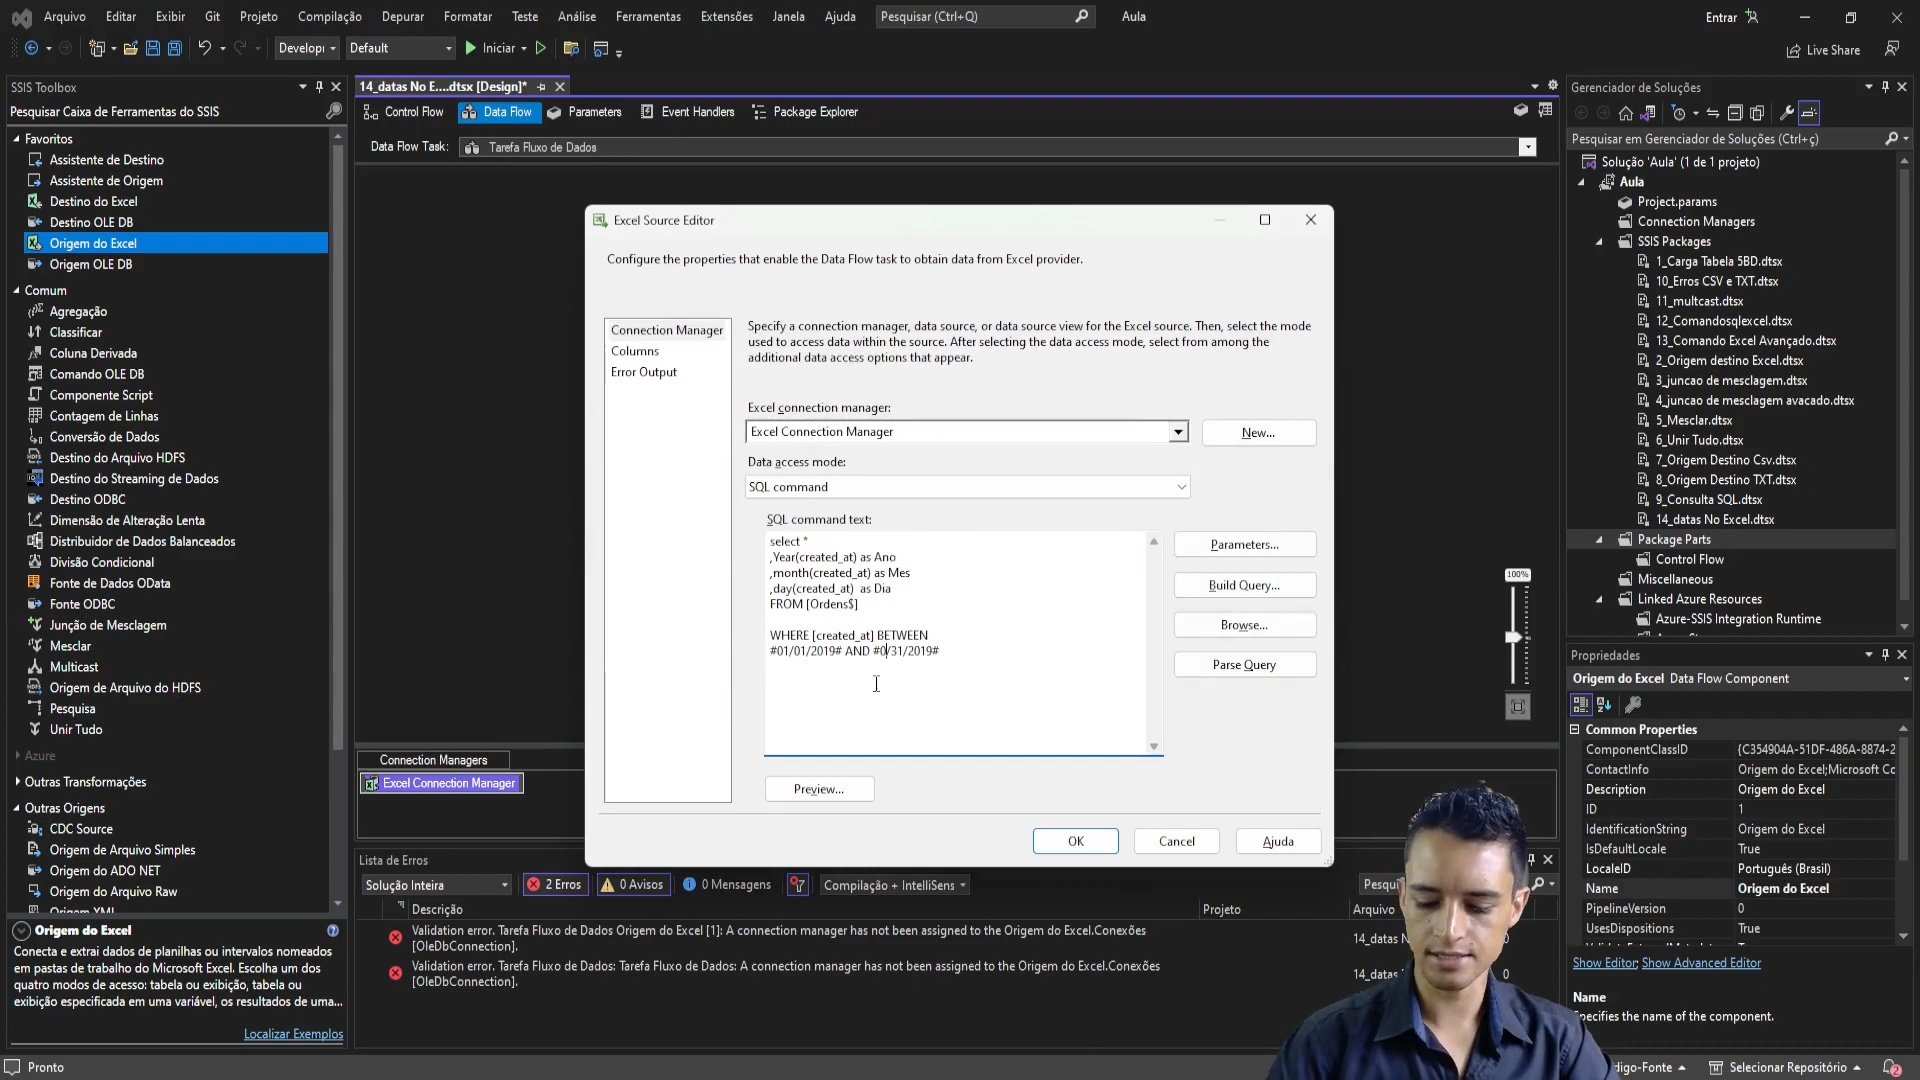 Arquivo Editar Exibir Git Projeto Compilação Depurar Formatar Teste Análise Ferramentas Extensões Janela Ajuda Pesquisar (Ctrl+Q) Aula Entrar
Developi Default Iniciar Live Share
SSIS Toolbox
Pesquisar Caixa de Ferramentas do SSIS
Favoritos
Assistente de Destino
Assistente de Origem
Destino do Excel
Destino OLE DB
Origem do Excel
Origem OLE DB
Comum
Agregação
Classificar
Coluna Derivada
Comando OLE DB
Componente Script
Contagem de Linhas
Conversão de Dados
Destino do Arquivo HDFS
Destino do Streaming de Dados
Destino ODBC
Dimensão de Alteração Lenta
Distribuidor de Dados Balanceados
Divisão Condicional
Fonte de Dados OData
Fonte ODBC
Junção de Mesclagem
Mesclar
Multicast
Origem de Arquivo do HDFS
Pesquisa
Unir Tudo
Azure
Outras Transformações
Outras Origens
CDC Source
Origem de Arquivo Simples
Origem do ADO NET
Origem do Arquivo Raw
Origem XML
Origem do Excel
Conecta e extrai dados de planilhas ou intervalos nomeados
em pastas de trabalho do Microsoft Excel. Escolha um dos
quatro modos de acesso: tabela ou exibição, tabela ou
exibição especificada em uma variável, os resultados de uma...
Localizar Exemplos
14_datas No E....dtsx [Design]*
Control Flow Data Flow Parameters Event Handlers Package Explorer
Data Flow Task: Tarefa Fluxo de Dados
Excel Source Editor
Configure the properties that enable the Data Flow task to obtain data from Excel provider.
Connection Manager
Columns
Error Output
Specify a connection manager, data source, or data source view for the Excel source. Then, select the mode
used to access data within the source. After selecting the data access mode, select from among the
additional data access options that appear.
Excel connection manager:
Excel Connection Manager New...
Data access mode:
SQL command
SQL command text:
select *
,Year(created_at) as Ano
,month(created_at) as Mes
,day(created_at) as Dia
FROM [Ordens$]
WHERE [created_at] BETWEEN
#01/01/2019# AND #0/31/2019#
Parameters...
Build Query...
Browse...
Parse Query
Preview...
OK Cancel Ajuda
100%
Connection Managers
Excel Connection Manager
Lista de Erros
Solução Inteira 2 Erros 0 Avisos 0 Mensagens Compilação + IntelliSens
Descrição Projeto Arquivo
Validation error. Tarefa Fluxo de Dados Origem do Excel [1]: A connection manager has not been assigned to the Origem do Excel.Conexões
[OleDbConnection]. 14_datas 0
Validation error. Tarefa Fluxo de Dados: Tarefa Fluxo de Dados: A connection manager has not been assigned to the Origem do Excel.Conexões
[OleDbConnection]. 14_datas 0
Gerenciador de Soluções
Pesquisar em Gerenciador de Soluções (Ctrl+ç)
Solução 'Aula' (1 de 1 projeto)
Aula
Project.params
Connection Managers
SSIS Packages
1_Carga Tabela 5BD.dtsx
10_Erros CSV e TXT.dtsx
11_multcast.dtsx
12_Comandosqlexcel.dtsx
13_Comando Excel Avançado.dtsx
2_Origem destino Excel.dtsx
3_juncao de mesclagem.dtsx
4_juncao de mesclagem avacado.dtsx
5_Mesclar.dtsx
6_Unir Tudo.dtsx
7_Origem Destino Csv.dtsx
8_Origem Destino TXT.dtsx
9_Consulta SQL.dtsx
14_datas No Excel.dtsx
Package Parts
Control Flow
Miscellaneous
Linked Azure Resources
Azure-SSIS Integration Runtime
Propriedades
Origem do Excel Data Flow Component
Common Properties
ComponentClassID {C354904A-51DF-486A-8874-2
ContactInfo Origem do Excel;Microsoft Co
Description Origem do Excel
ID 1
IdentificationString Origem do Excel
IsDefaultLocale True
LocaleID Português (Brasil)
Name Origem do Excel
PipelineVersion 0
UsesDispositions True
Show Editor, Show Advanced Editor
Name
Specifies the name of the component.
Pronto
digo-Fonte Selecionar Repositório 2